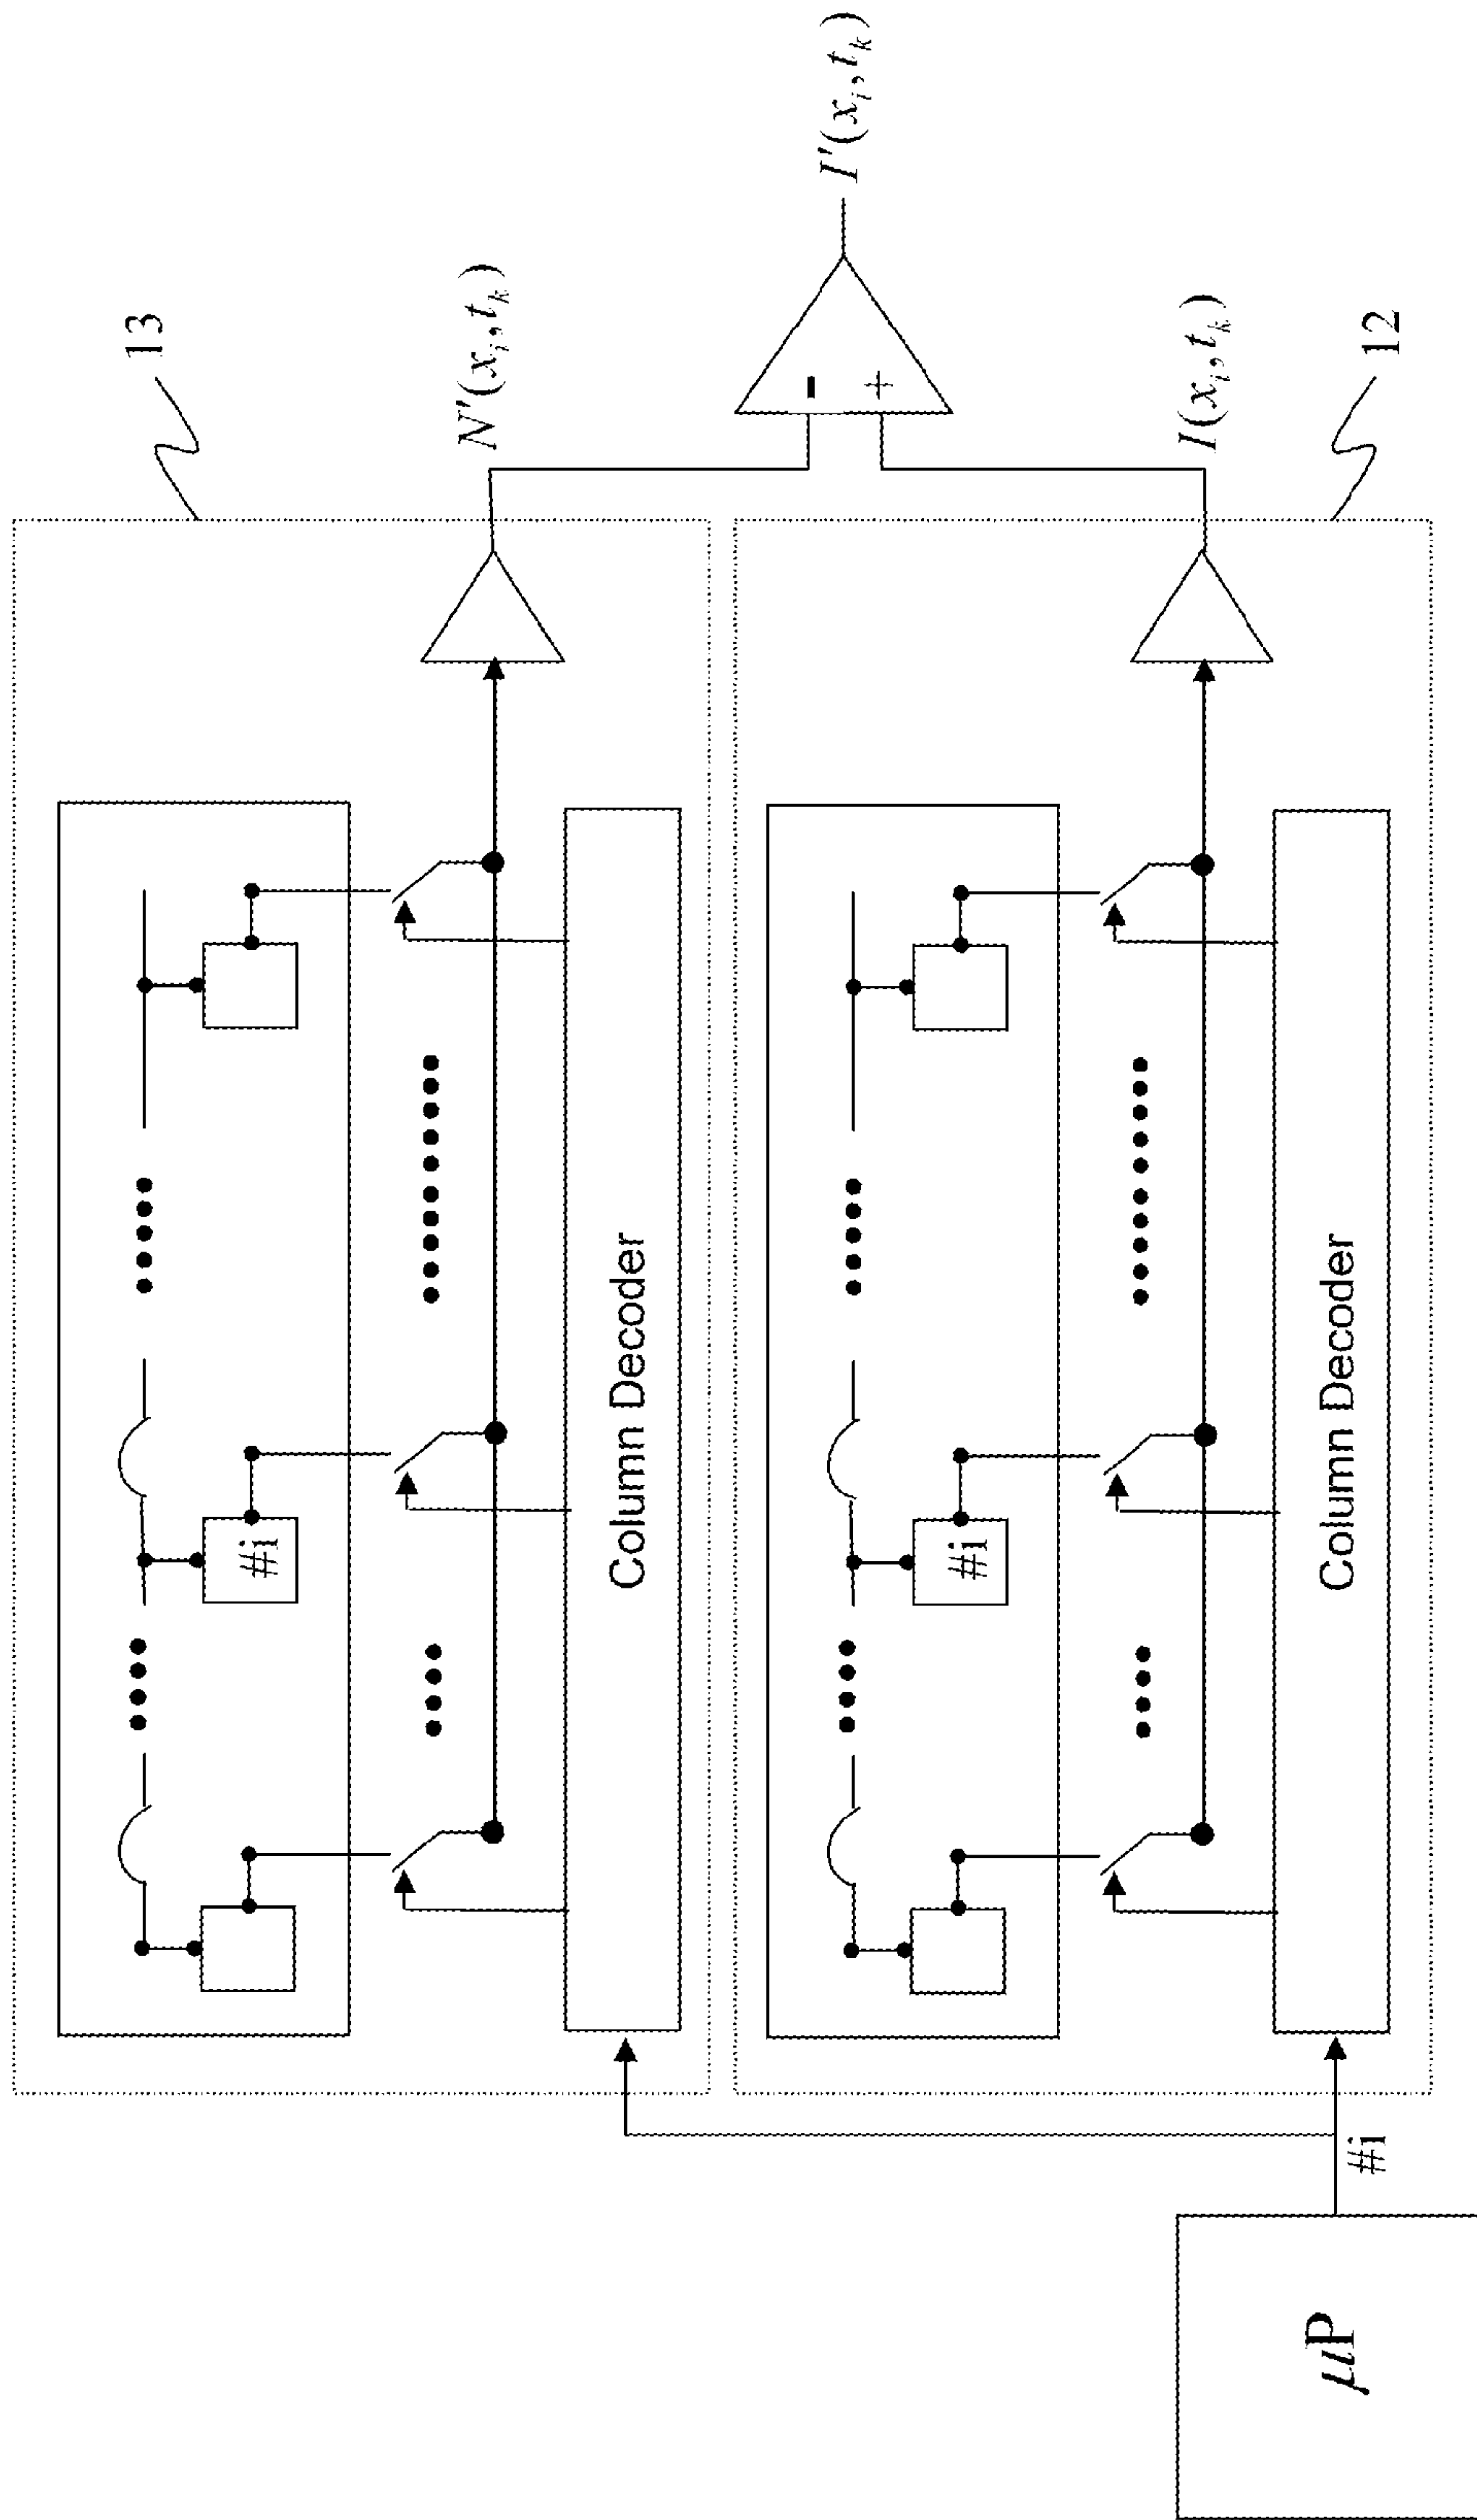 13
N'(x_i, t_k)
#i
Column Decoder
I'(x_i, t_k)
-
+
I(x_i, t_k)
12
#i
Column Decoder
#i
μP